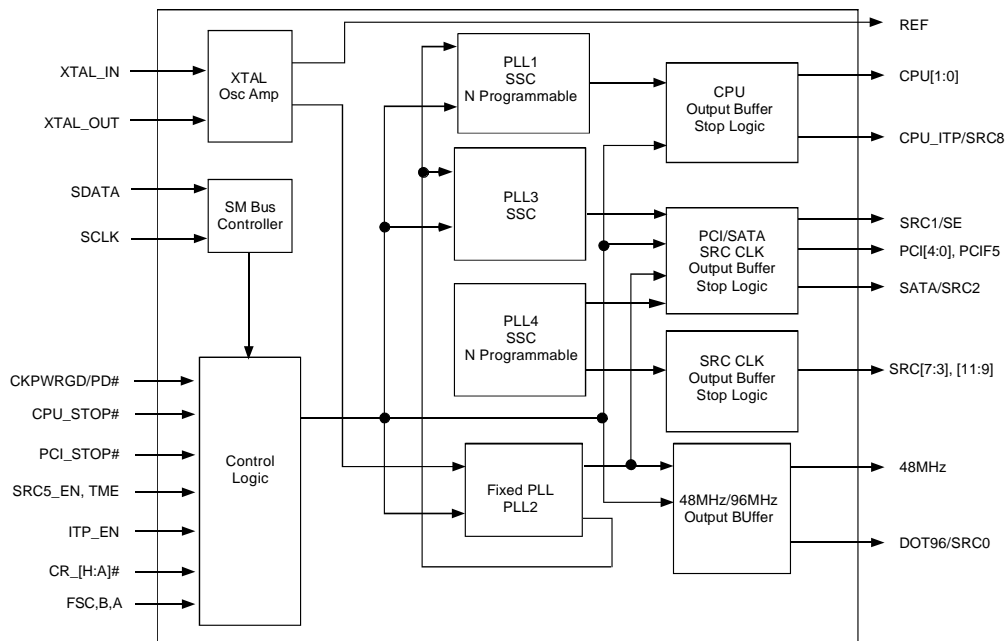 REF
XTAL_IN
XTAL_OUT
XTAL
Osc Amp
PLL1
SSC
N Programmable
CPU
Output Buffer
Stop Logic
CPU[1:0]
CPU_ITP/SRC8
SDATA
SCLK
SM Bus
Controller
PLL3
SSC
PCI/SATA
SRC CLK
Output Buffer
Stop Logic
SRC1/SE
PCI[4:0], PCIF5
SATA/SRC2
PLL4
SSC
N Programmable
SRC CLK
Output Buffer
Stop Logic
SRC[7:3], [11:9]
CKPWRGD/PD#
CPU_STOP#
PCI_STOP#
SRC5_EN, TME
ITP_EN
CR_[H:A]#
FSC,B,A
Control
Logic
Fixed PLL
PLL2
48MHz/96MHz
Output BUffer
48MHz
DOT96/SRC0